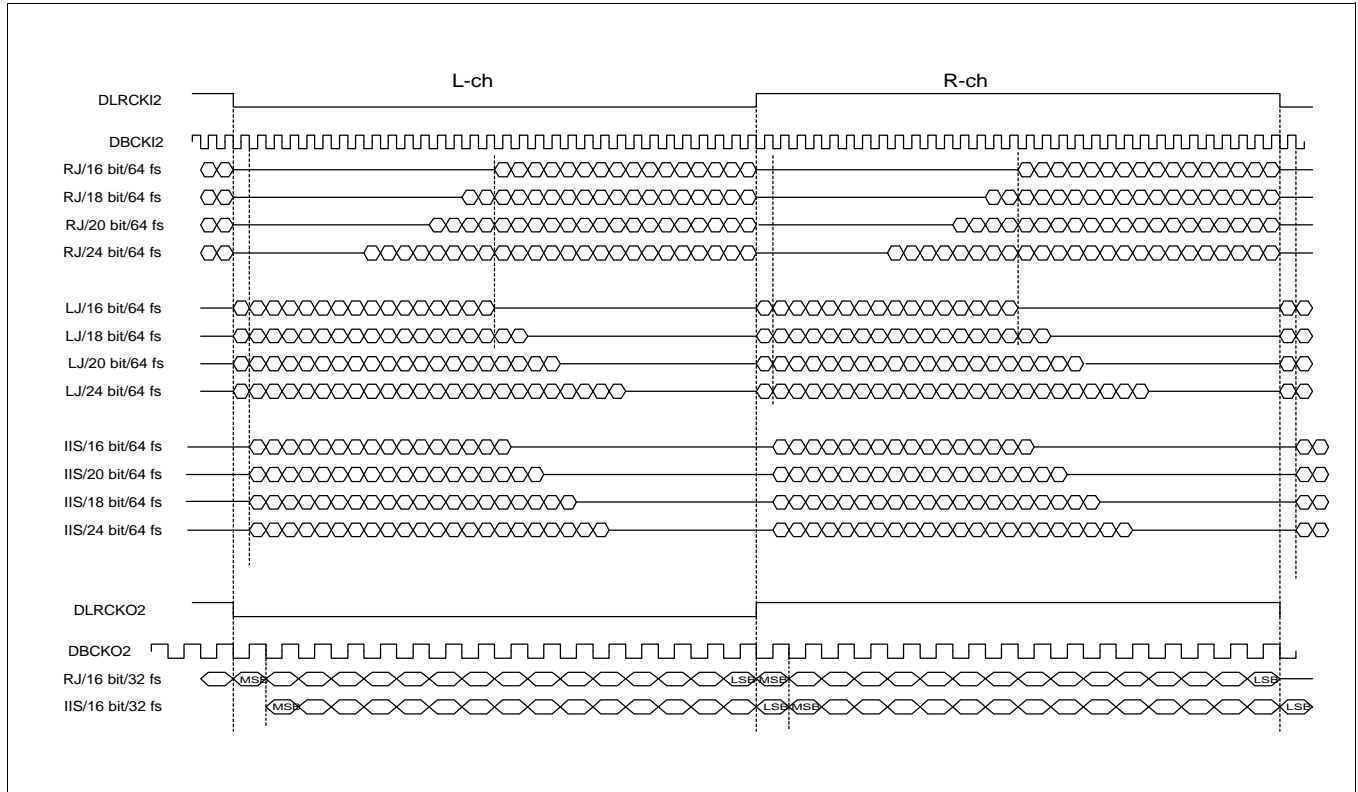 L-ch R-ch
DLRCKI2
DBCKI2
RJ/16 bit/64 fs
RJ/18 bit/64 fs
RJ/20 bit/64 fs
RJ/24 bit/64 fs
LJ/16 bit/64 fs
LJ/18 bit/64 fs
LJ/20 bit/64 fs
LJ/24 bit/64 fs
IIS/16 bit/64 fs
IIS/20 bit/64 fs
IIS/18 bit/64 fs
IIS/24 bit/64 fs
DLRCKO2
DBCKO2
RJ/16 bit/32 fs MSB LSB MSB LSB
IIS/16 bit/32 fs MSB LSB MSB LSB